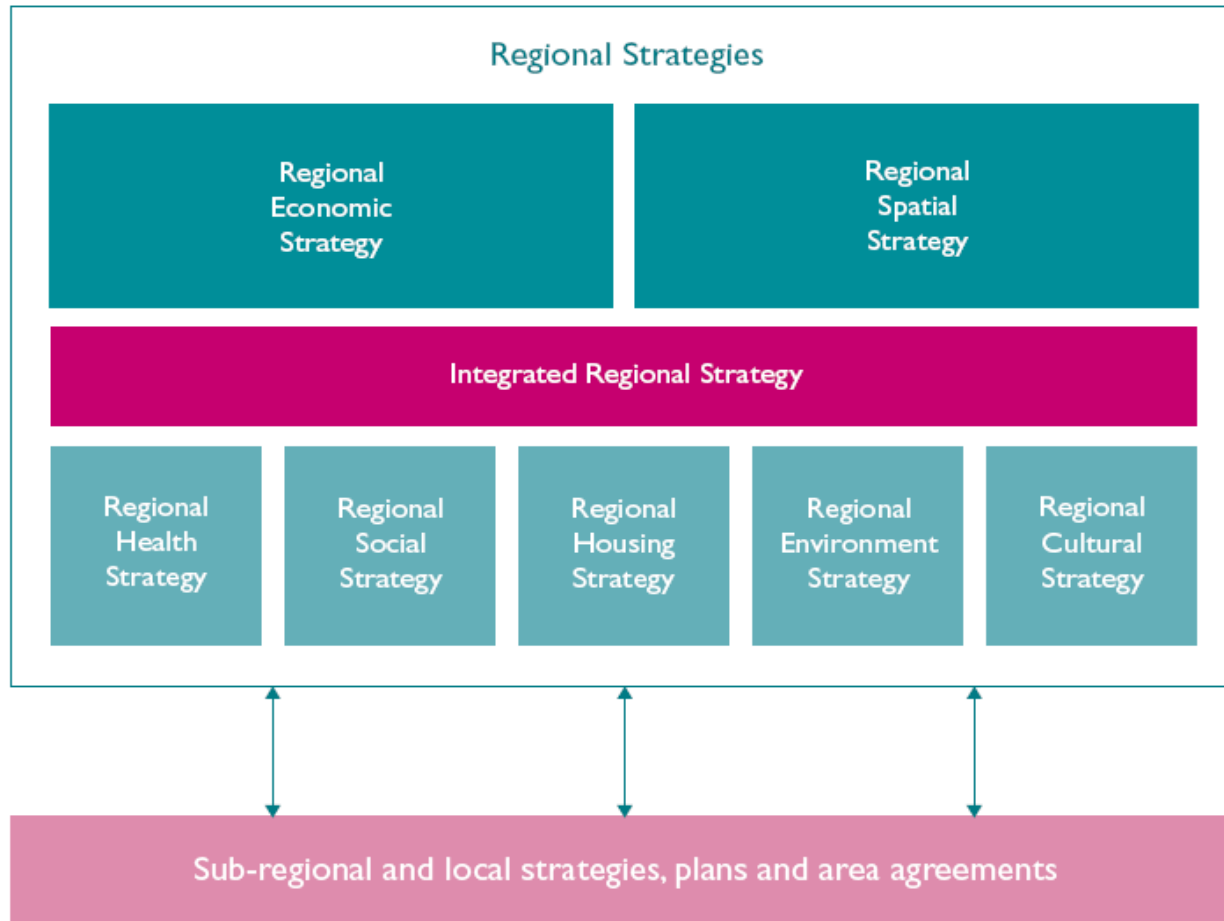 Regional Strategies
Regional
Economic
Strategy
Regional
Spatial
Strategy
Integrated Regional Strategy
Regional
Health
Strategy
Regional
Social
Strategy
Regional
Housing
Strategy
Regional
Environment
Strategy
Regional
Cultural
Strategy
Sub-regional and local strategies, plans and area agreements